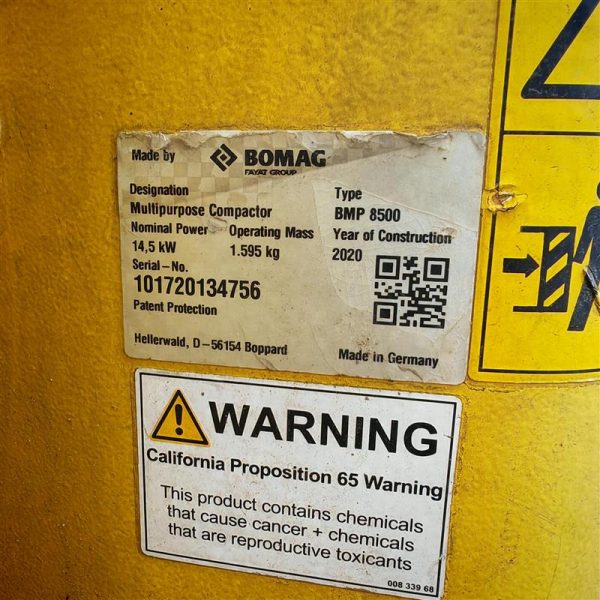 Made by BOMAG
FAYAT GROUP
Designation
Multipurpose Compactor
Type
BMP 8500
Nominal Power
14,5 kW
Operating Mass
1.595 kg
Year of Construction
2020
Serial-No.
101720134756
Patent Protection
Hellerwald, D-56154 Boppard
Made in Germany
WARNING
California Proposition 65 Warning
This product contains chemicals
that cause cancer + chemicals
that are reproductive toxicants
008 339 68